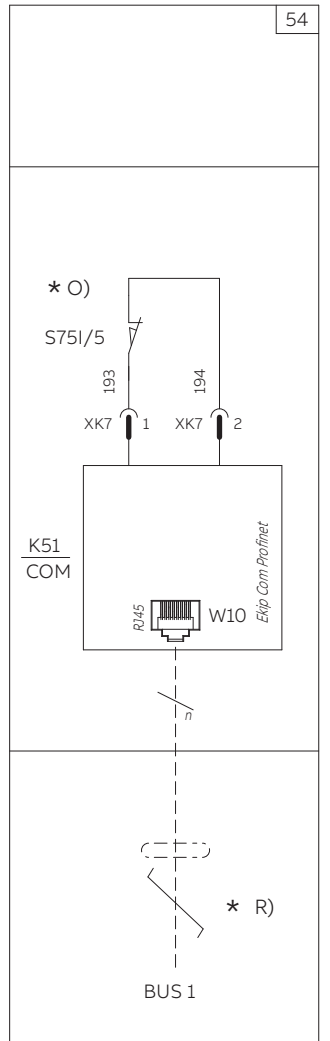 54
* O)
S75I/5
193
194
XK7 1
XK7 2
K51
COM
Ekip Com Profinet
RJ45
W10
n
* R)
BUS 1